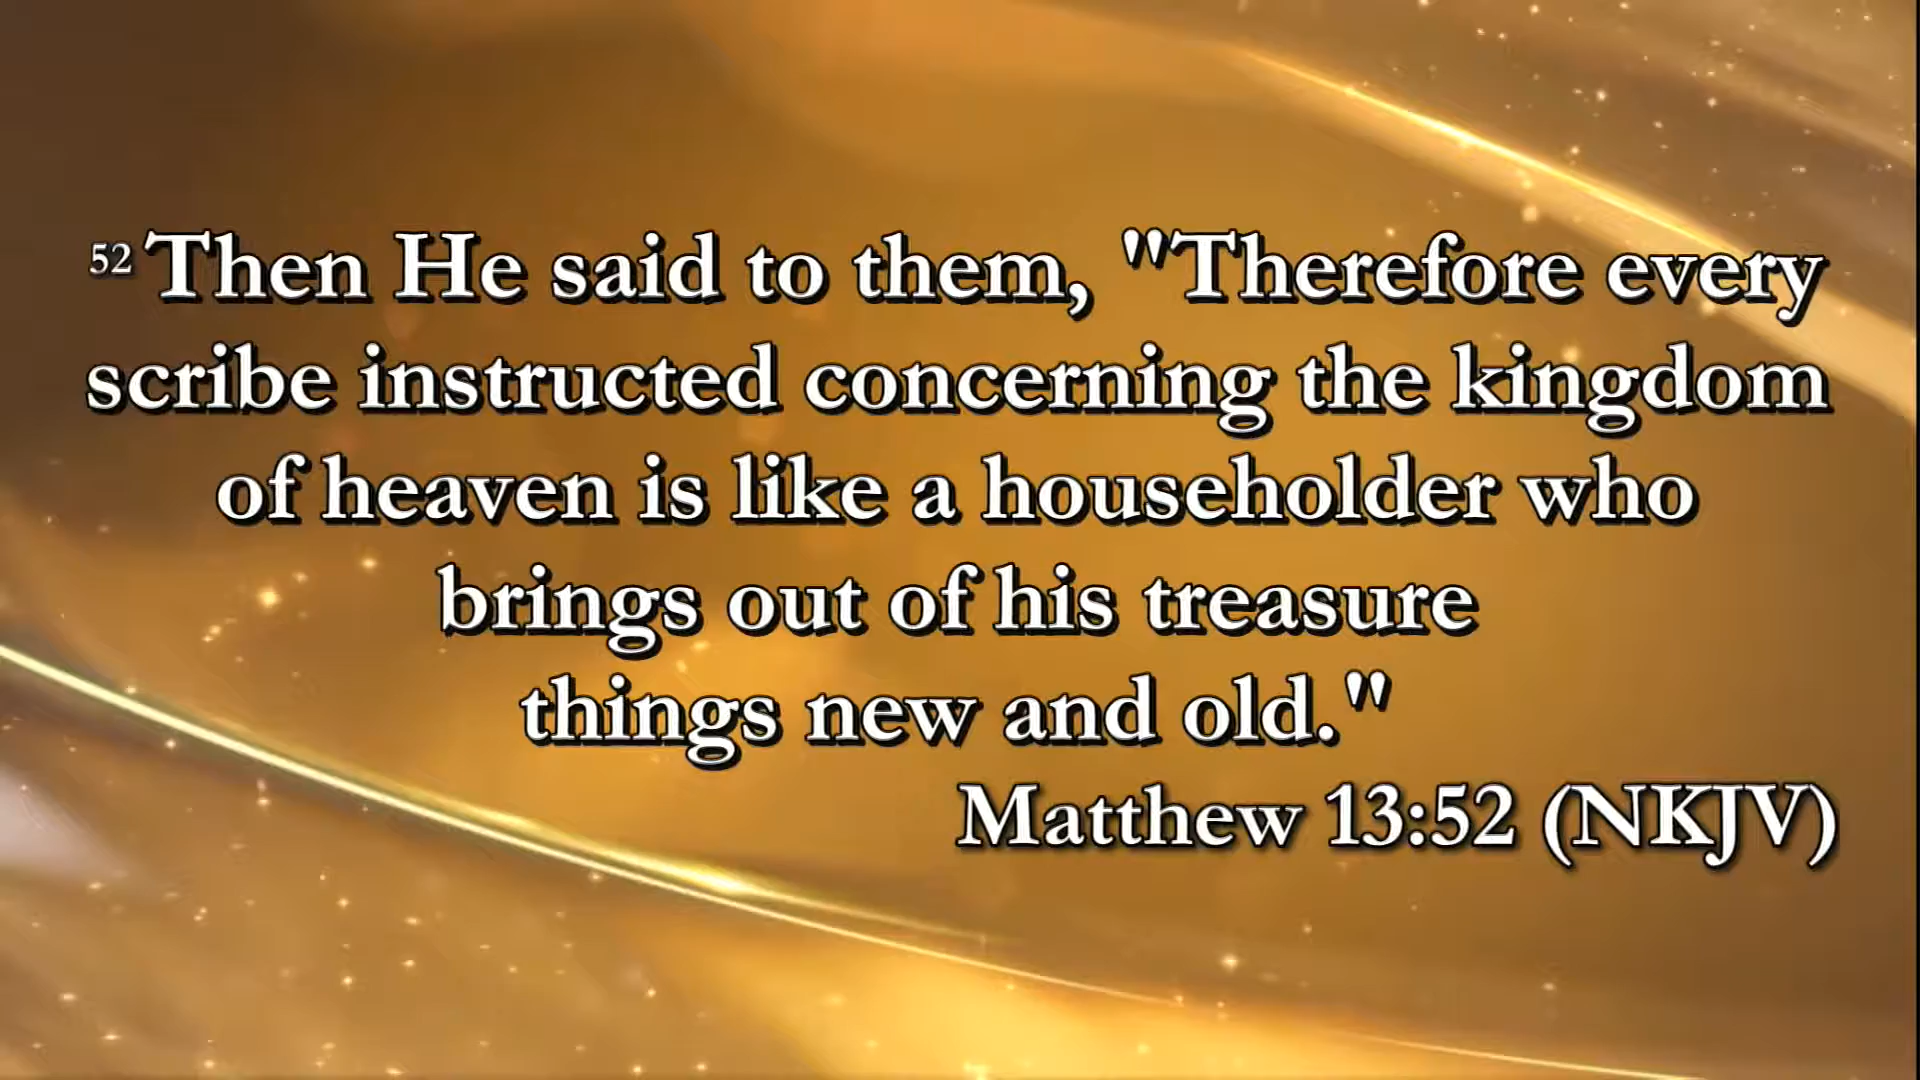 52 Then He said to them, "Therefore every
scribe instructed concerning the kingdom
of heaven is like a householder who
brings out of his treasure
things new and old."
Matthew 13:52 (NKJV)